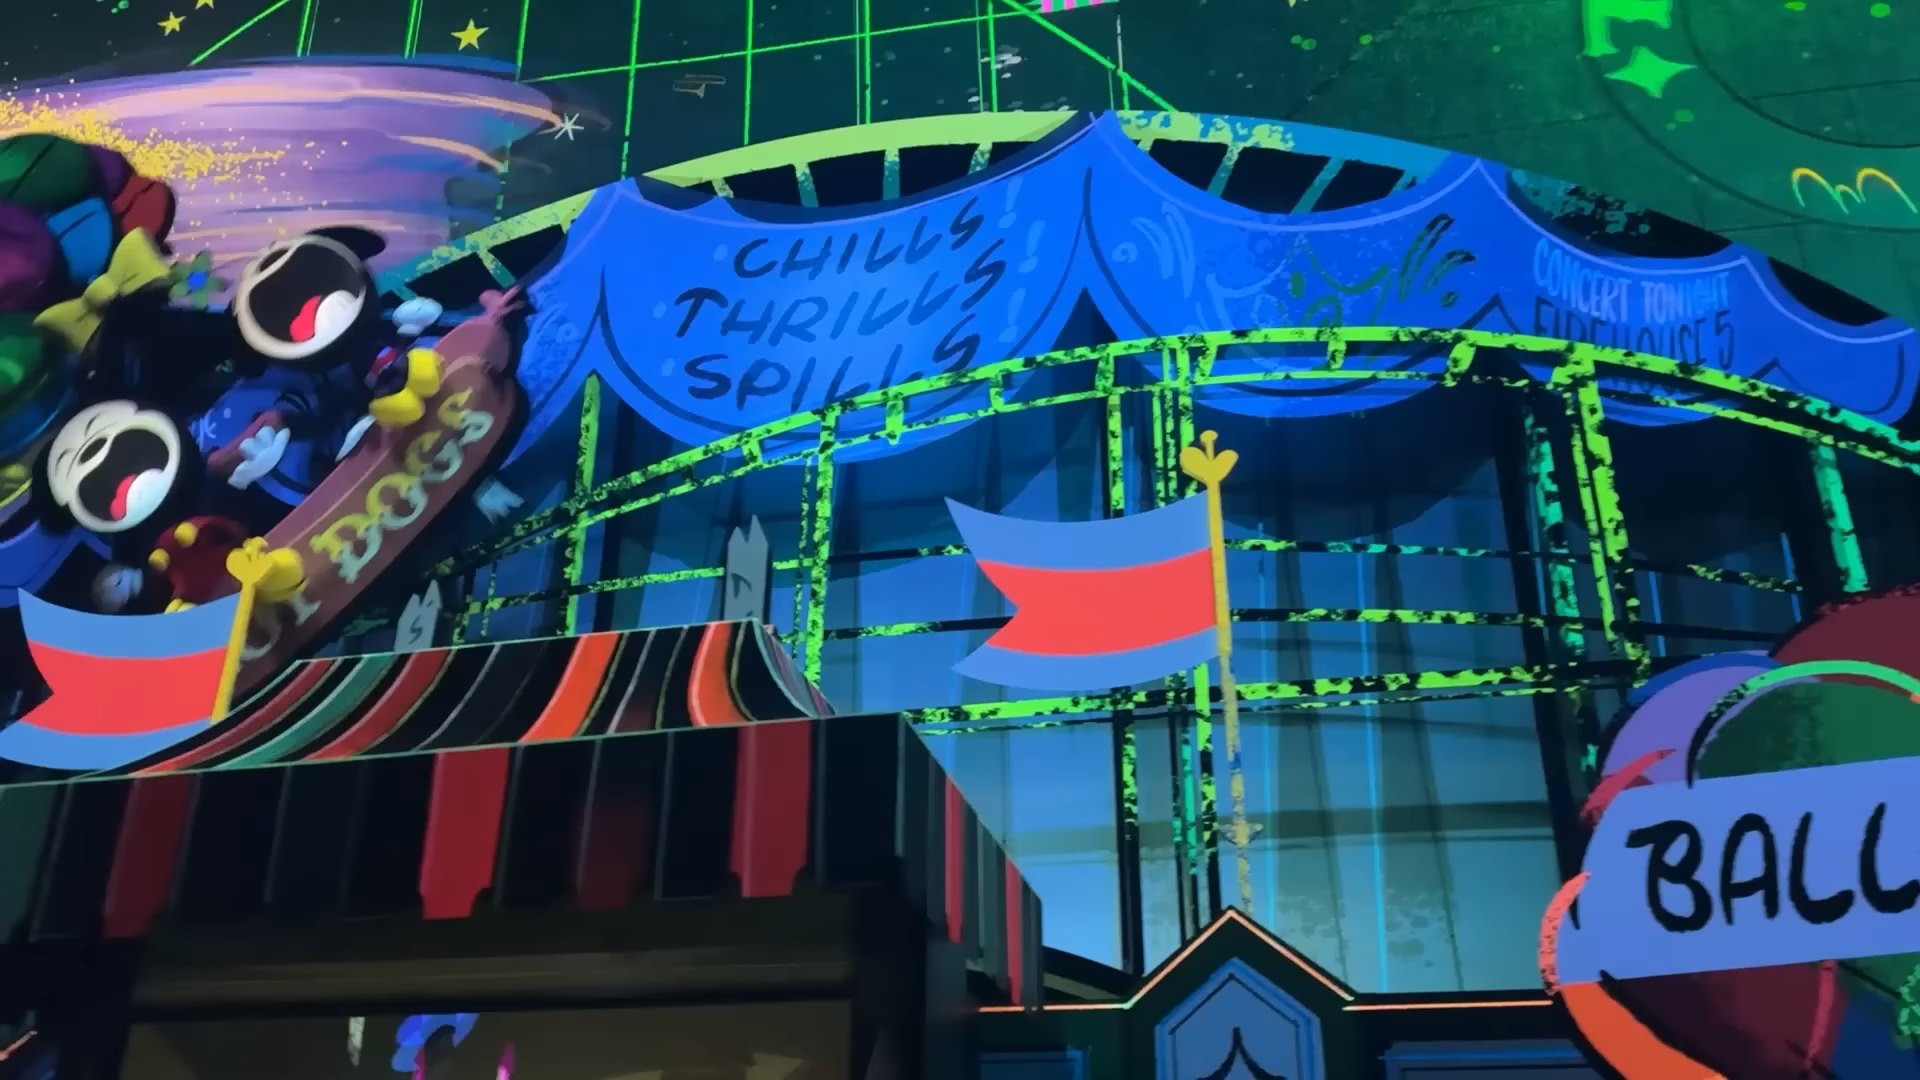 CHILLS!
THRILLS!
SPILLS
CONCERT TONIGHT
FIREHOUSE 5
DOGS
BALL